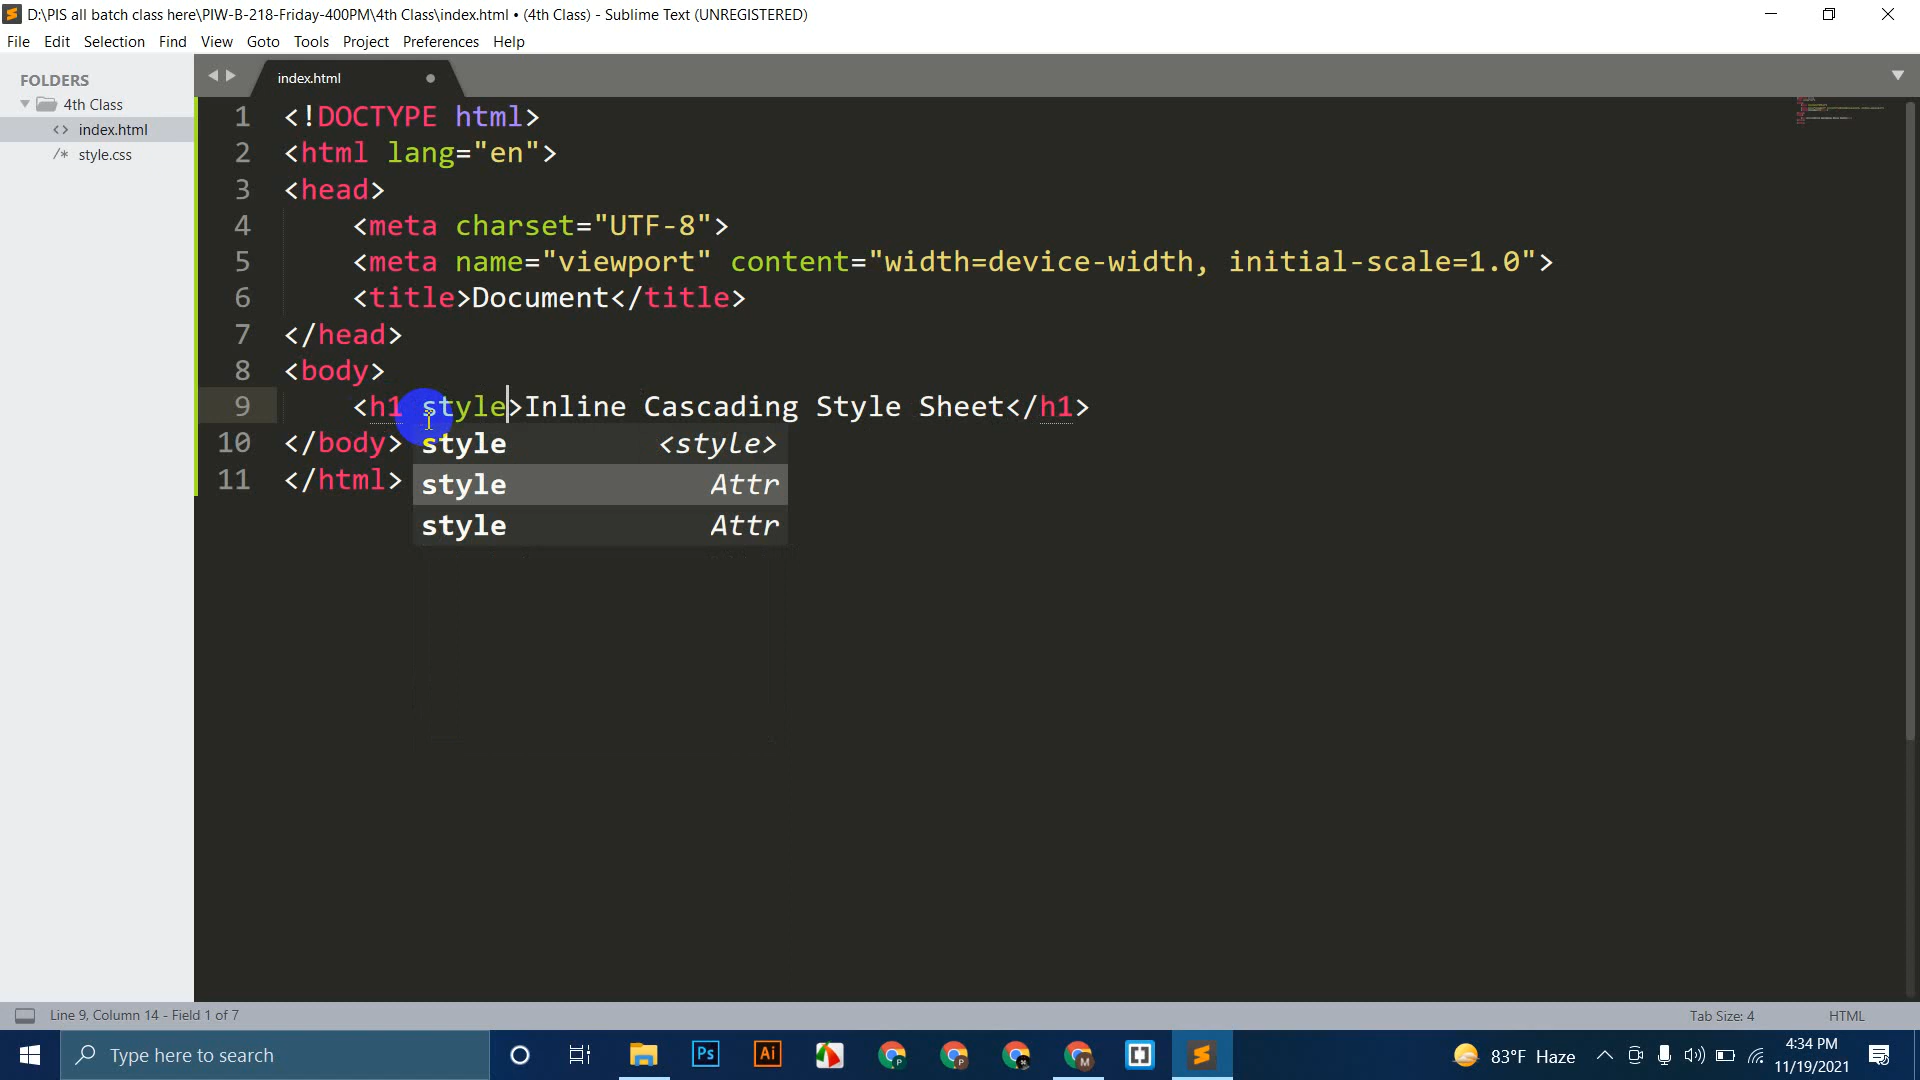 D:\PIS all batch class here\PIW-B-218-Friday-400PM\4th Class\index.html • (4th Class) - Sublime Text (UNREGISTERED)
File Edit Selection Find View Goto Tools Project Preferences Help
FOLDERS
4th Class
<> index.html
/* style.css
index.html
1 <!DOCTYPE html>
2 <html lang="en">
3 <head>
4 <meta charset="UTF-8">
5 <meta name="viewport" content="width=device-width, initial-scale=1.0">
6 <title>Document</title>
7 </head>
8 <body>
9 <h1 style>Inline Cascading Style Sheet</h1>
10 </body>
11 </html>
style <style>
style Attr
style Attr
Line 9, Column 14 - Field 1 of 7
Tab Size: 4 HTML
Type here to search
Ps
Ai
83°F Haze
4:34 PM
11/19/2021